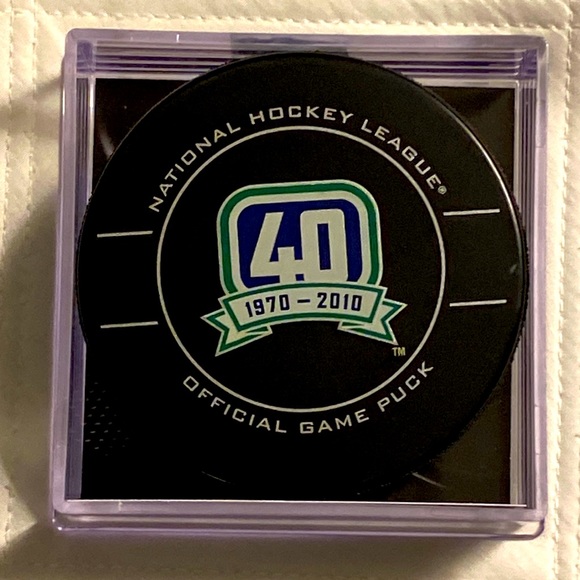 NATIONAL HOCKEY LEAGUE®
40
1970 – 2010
TM
OFFICIAL GAME PUCK